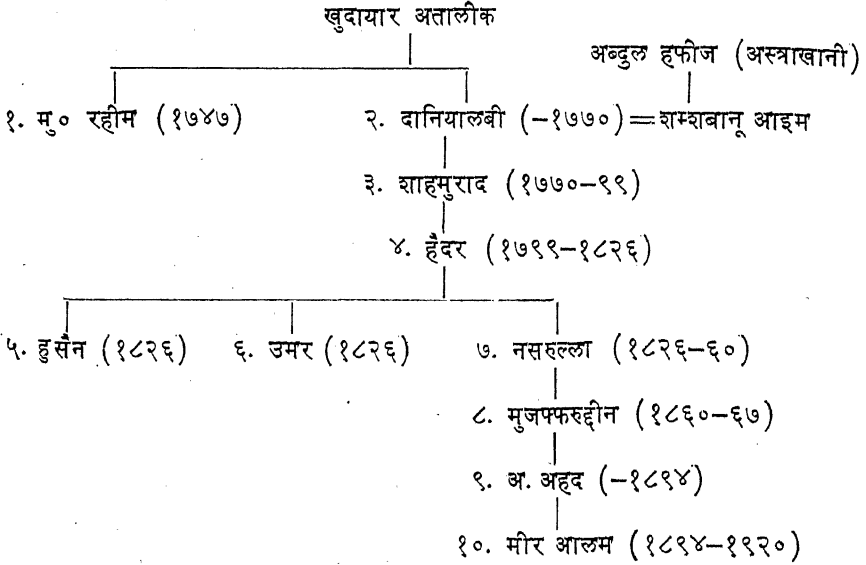 खुदायार अतालीक
अब्दुल हफीज (अस्त्राखानी)
१. मु० रहीम (१७४७) २. दानियालबी (-१७७०) = शम्शबानू आइम
३. शाहमुराद (१७७०-९९)
४. हैदर (१७९९-१८२६)
५. हुसैन (१८२६) ६. उमर (१८२६) ७. नसरुल्ला (१८२६-६०)
८. मुजफ्फरुद्दीन (१८६०-६७)
९. अ. अहद (-१८९४)
१०. मीर आलम (१८९४-१९२०)